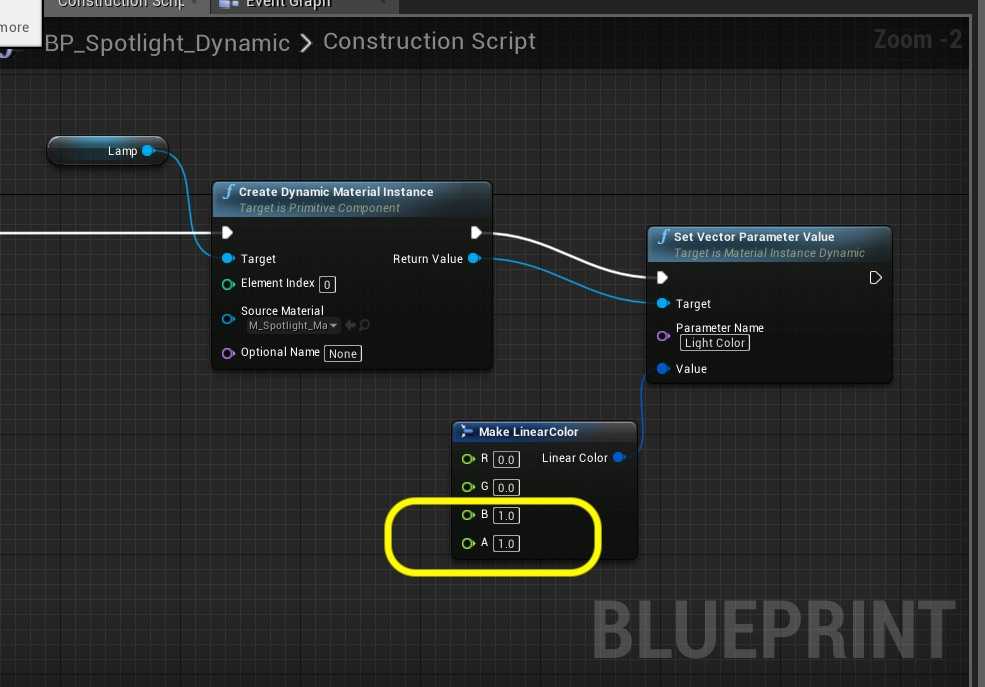 Construction Scrip
Event Graph
more
BP_Spotlight_Dynamic > Construction Script
Zoom -2
Lamp
Create Dynamic Material Instance
Target is Primitive Component
Target
Return Value
Element Index 0
Source Material
M_Spotlight_Ma
Optional Name None
Set Vector Parameter Value
Target is Material Instance Dynamic
Target
Parameter Name
Light Color
Value
Make LinearColor
R 0.0
Linear Color
G 0.0
B 1.0
A 1.0
BLUEPRINT